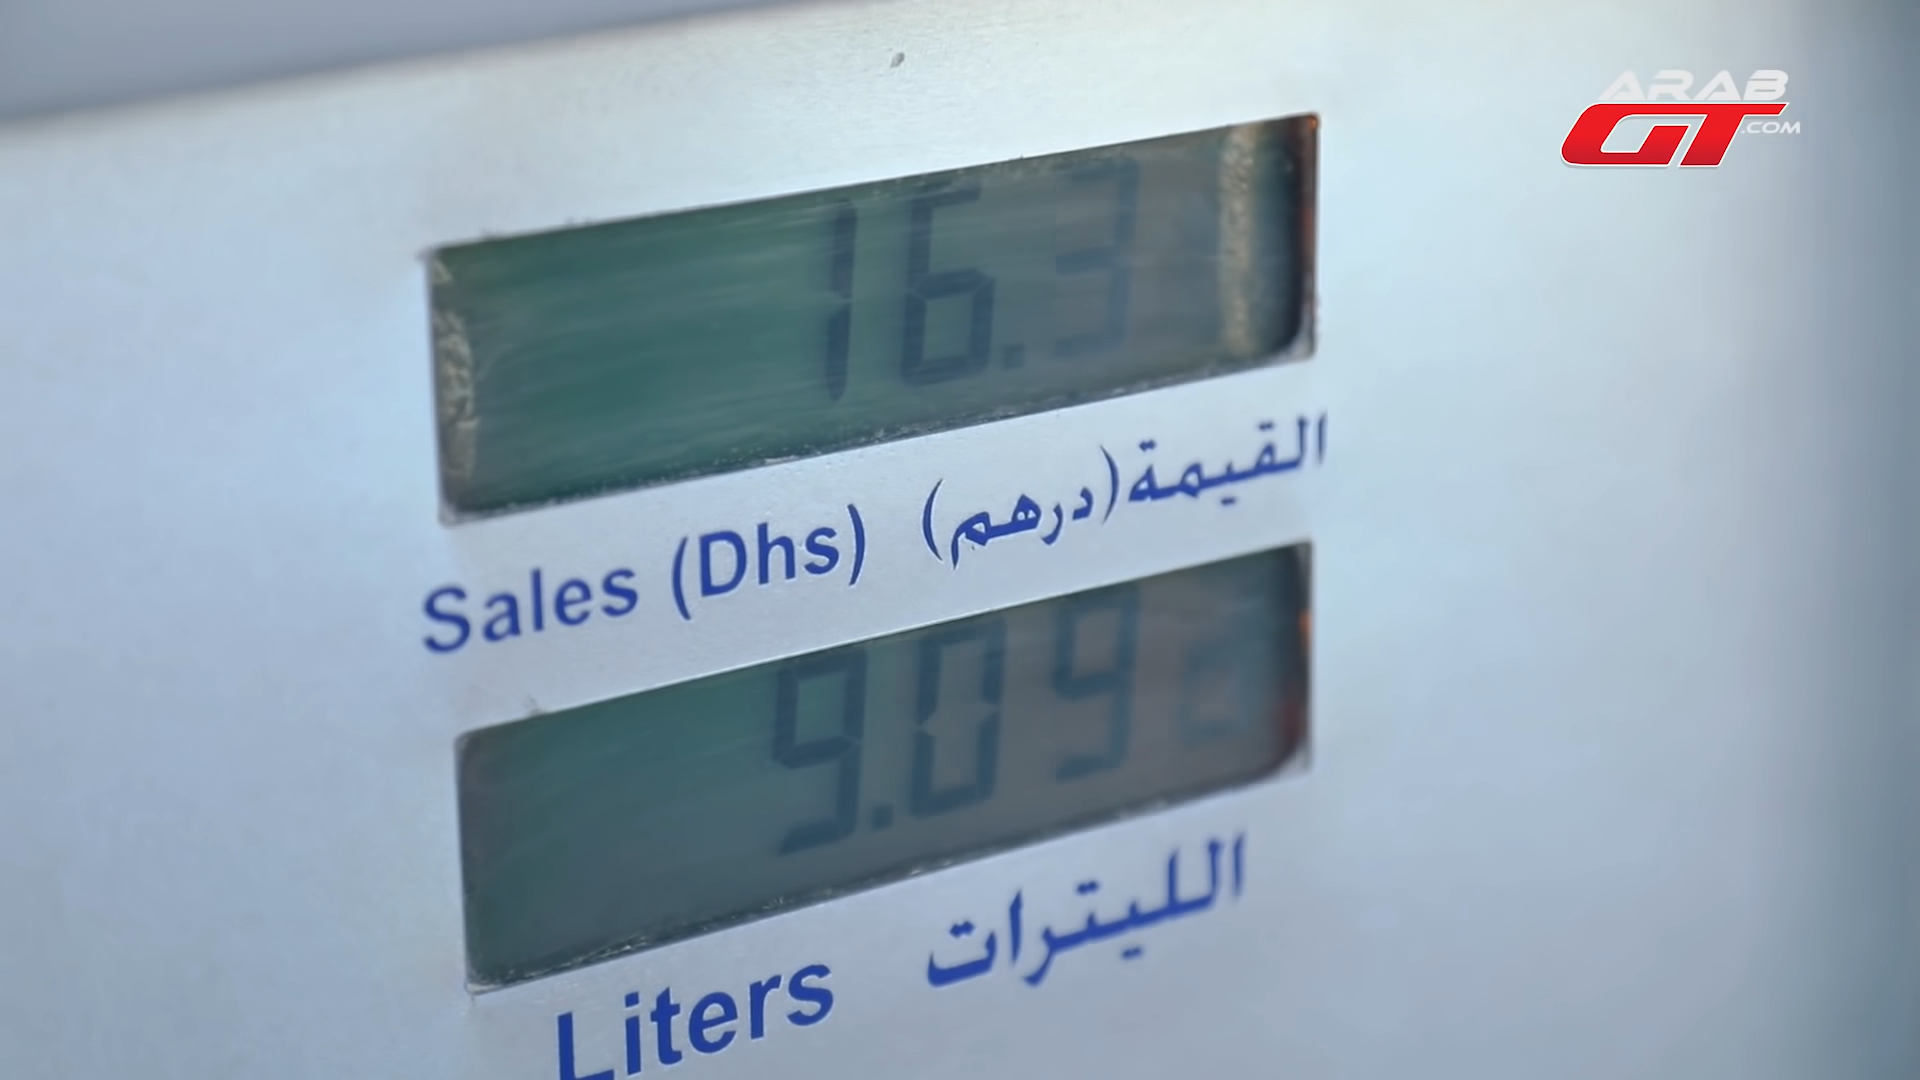 ARAB
GT.COM
16.3
Sales (Dhs) القيمة (درهم)
9.09
Liters الليترات